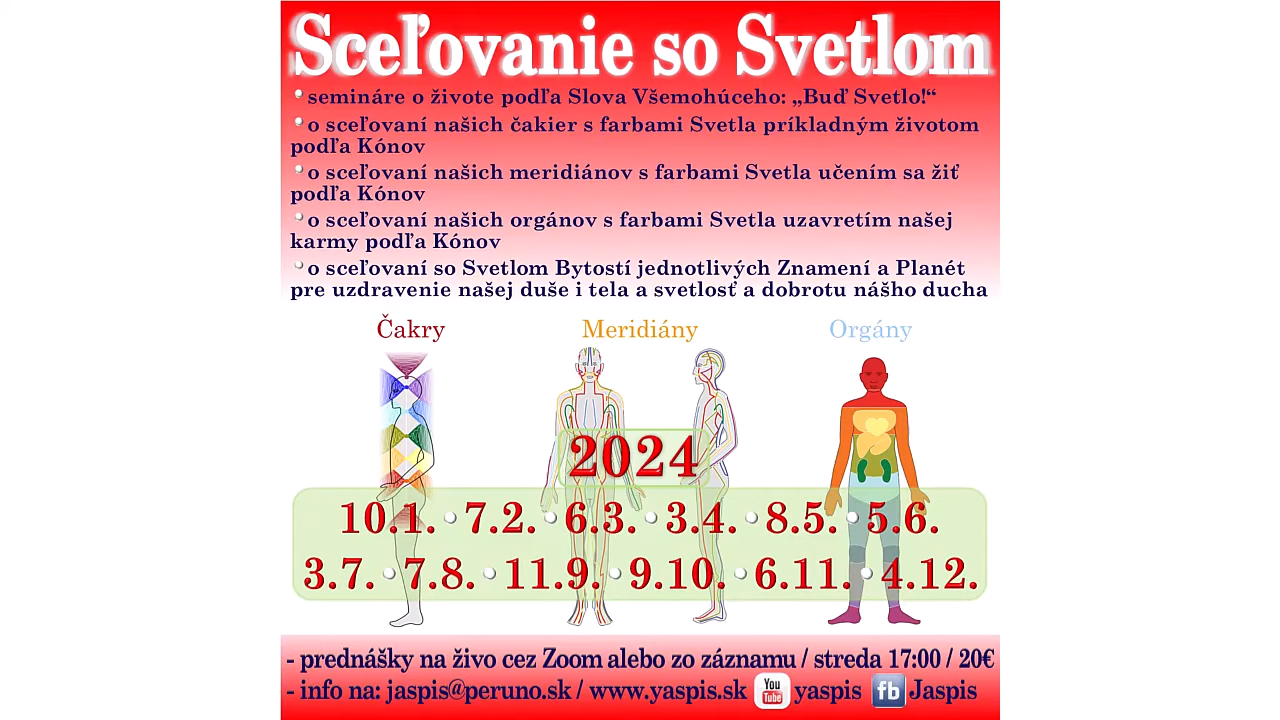 Sceľovanie so Svetlom
semináre o živote podľa Slova Všemohúceho: „Buď Svetlo!“
o sceľovaní našich čakier s farbami Svetla príkladným životom
podľa Kónov
o sceľovaní našich meridiánov s farbami Svetla učením sa žiť
podľa Kónov
o sceľovaní našich orgánov s farbami Svetla uzavretím našej
karmy podľa Kónov
o sceľovaní so Svetlom Bytostí jednotlivých Znamení a Planét
pre uzdravenie našej duše i tela a svetlosť a dobrotu nášho ducha
Čakry Meridiány Orgány
2024
10.1. 7.2. 6.3. 3.4. 8.5. 5.6.
3.7. 7.8. 11.9. 9.10. 6.11. 4.12.
- prednášky na živo cez Zoom alebo zo záznamu / streda 17:00 / 20€
- info na: jaspis@peruno.sk / www.yaspis.sk You Tube yaspis fb Jaspis